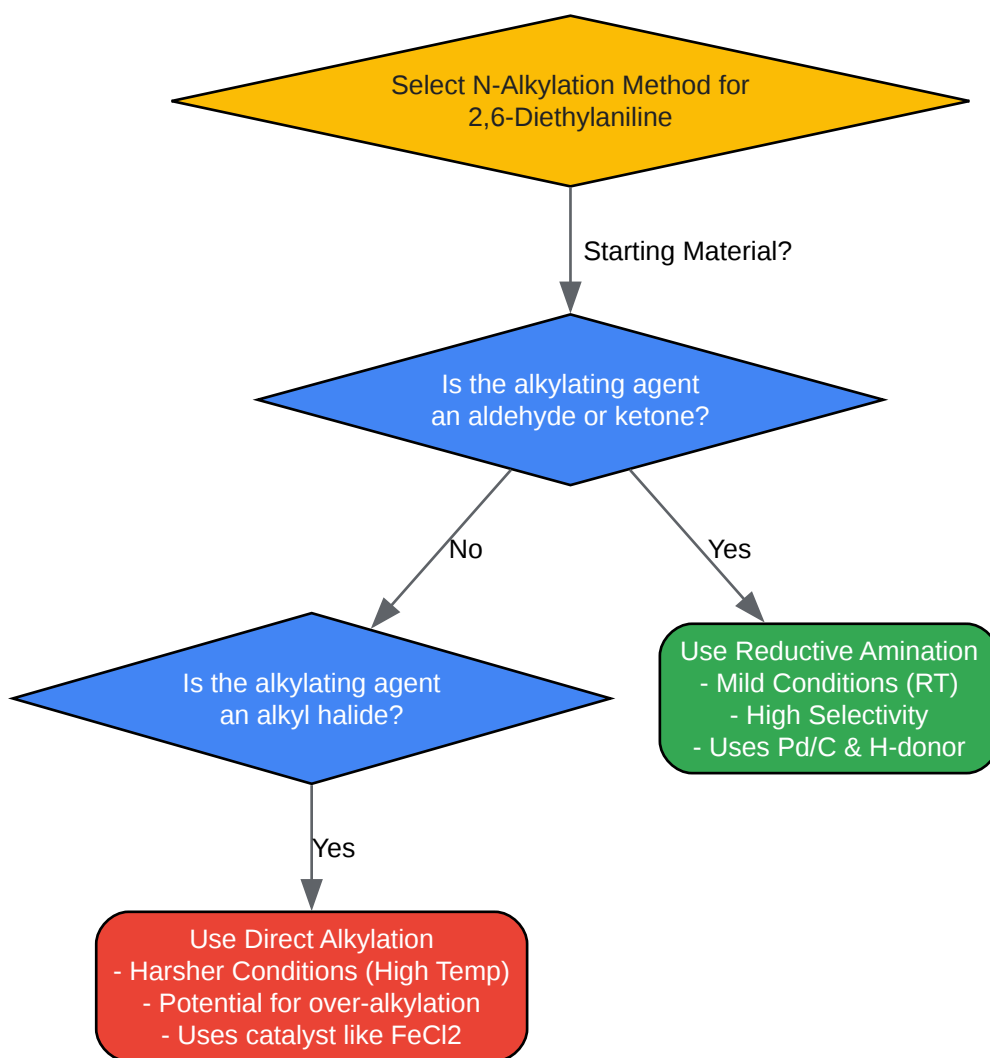 Select N-Alkylation Method for
2,6-Diethylaniline
Starting Material?
Is the alkylating agent
an aldehyde or ketone?
No
Yes
Is the alkylating agent
an alkyl halide?
Use Reductive Amination
- Mild Conditions (RT)
- High Selectivity
- Uses Pd/C & H-donor
Yes
Use Direct Alkylation
- Harsher Conditions (High Temp)
- Potential for over-alkylation
- Uses catalyst like FeCl2